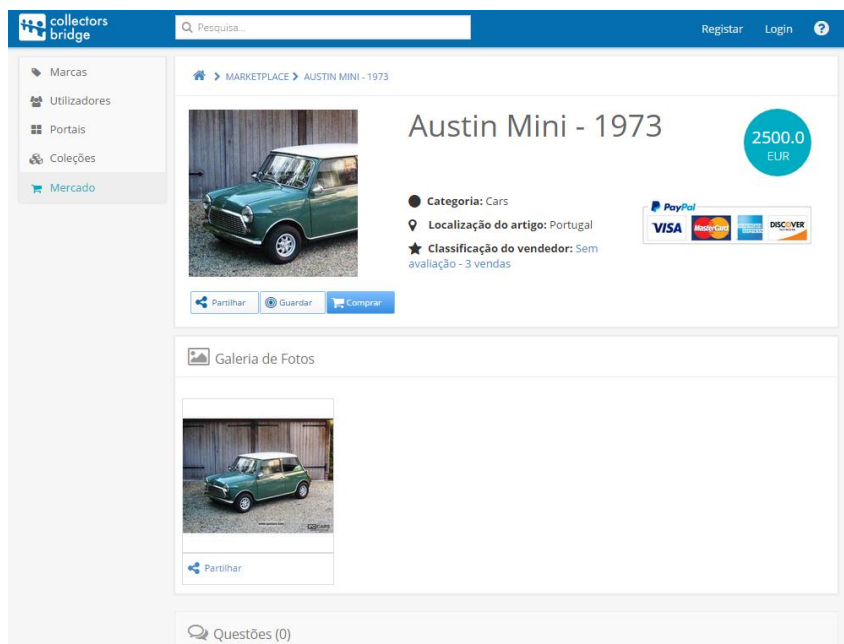 collectors
bridge
Pesquisa...
Registar
Login
?
Marcas
Utilizadores
Portais
Coleções
Mercado
> MARKETPLACE > AUSTIN MINI - 1973
Austin Mini - 1973
2500.0
EUR
Categoria: Cars
Localização do artigo: Portugal
Classificação do vendedor: Sem
avaliação - 3 vendas
PayPal
VISA MasterCard DISCOVER
Partilhar
Guardar
Comprar
Galeria de Fotos
Partilhar
Questões (0)